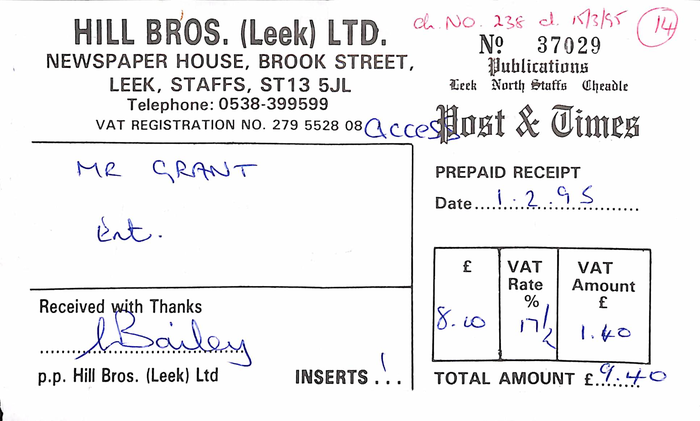 ch. NO. 238 d. 15/3/95 14
HILL BROS. (Leek) LTD.
NEWSPAPER HOUSE, BROOK STREET,
LEEK, STAFFS, ST13 5JL
Telephone: 0538-399599
VAT REGISTRATION NO. 279 5528 08
Nº 37029
Publications
Leek North Staffs Cheadle
Access
Post & Times
MR GRANT
Ent.
PREPAID RECEIPT
Date 1.2.95
£ VAT Rate % VAT Amount £
8.00 17½ 1.40
Received with Thanks
Bailey
p.p. Hill Bros. (Leek) Ltd
INSERTS 1
TOTAL AMOUNT £ 9.40